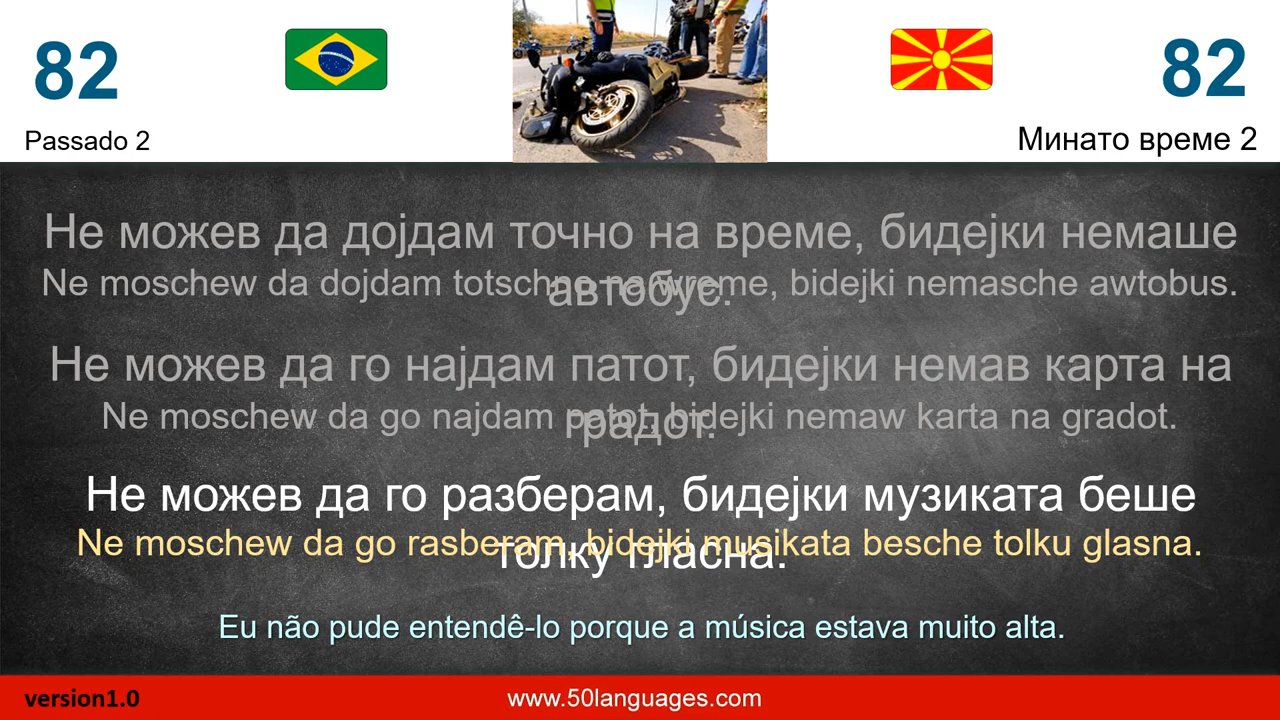 82
82
Passado 2
Минато време 2
Не можев да дојдам точно на време, бидејки немаше
Ne moschew da dojdam totschno na wreme, bidejki nemasche awtobus.
автобус.
Не можев да го најдам патот, бидејки немав карта на
Ne moschew da go najdam patot, bidejki nemaw karta na gradot.
градот.
Не можев да го разберам, бидејки музиката беше
Ne moschew da go rasberam, bidejki musikata besche tolku glasna.
толку гласна.
Eu não pude entendê-lo porque a música estava muito alta.
version1.0
www.50languages.com